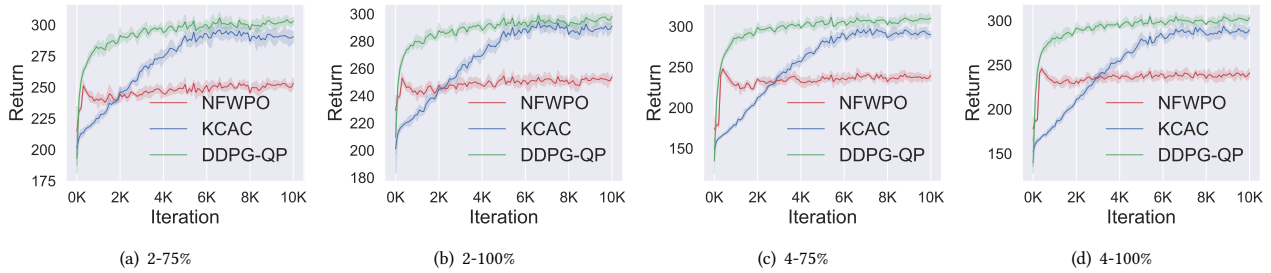 Return
300
275
250
225
200
175
NFWPO
KCAC
DDPG-QP
0K 2K 4K 6K 8K 10K
Iteration
(a) 2-75%
Return
300
280
260
240
220
200
180
NFWPO
KCAC
DDPG-QP
0K 2K 4K 6K 8K 10K
Iteration
(b) 2-100%
Return
300
250
200
150
NFWPO
KCAC
DDPG-QP
0K 2K 4K 6K 8K 10K
Iteration
(c) 4-75%
Return
300
250
200
150
NFWPO
KCAC
DDPG-QP
0K 2K 4K 6K 8K 10K
Iteration
(d) 4-100%